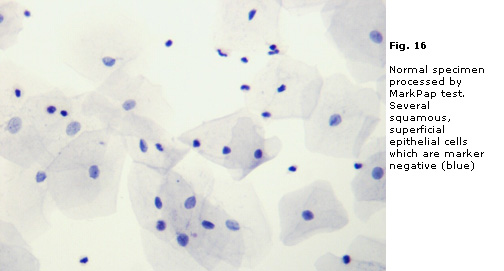 Fig. 16
Normal specimen
processed by
MarkPap test.
Several
squamous,
superficial
epithelial cells
which are marker
negative (blue)